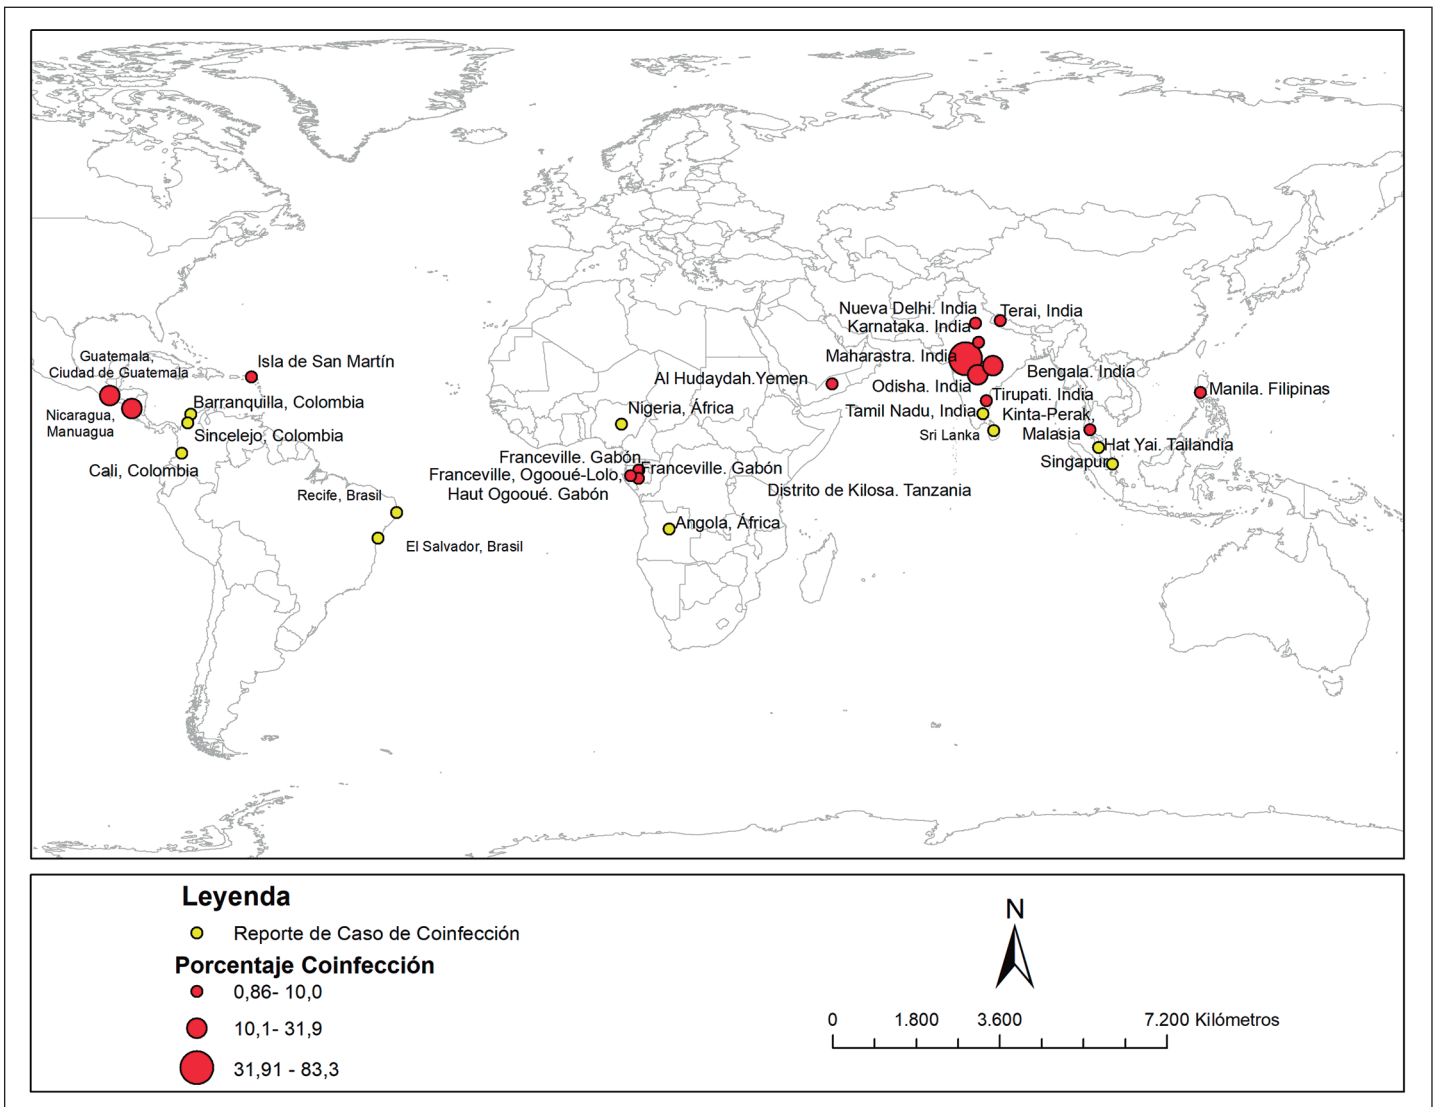 Nueva Delhi. India
Terai, India
Karnataka. India
Guatemala,
Ciudad de Guatemala
Isla de San Martín
Maharastra. India
Bengala. India
Al Hudaydah.Yemen
Odisha. India
Manila. Filipinas
Tirupati. India
Barranquilla, Colombia
Nigeria, África
Tamil Nadu, India
Kinta-Perak,
Malasia
Nicaragua,
Manuagua
Sincelejo, Colombia
Sri Lanka
Hat Yai. Tailandia
Singapur
Cali, Colombia
Franceville. Gabón
Franceville. Gabón
Franceville, Ogooué-Lolo,
Haut Ogooué. Gabón
Distrito de Kilosa. Tanzania
Recife, Brasil
Angola, África
El Salvador, Brasil
Leyenda
Reporte de Caso de Coinfección
Porcentaje Coinfección
0,86- 10,0
10,1- 31,9
31,91 - 83,3
N
0 1.800 3.600 7.200 Kilómetros